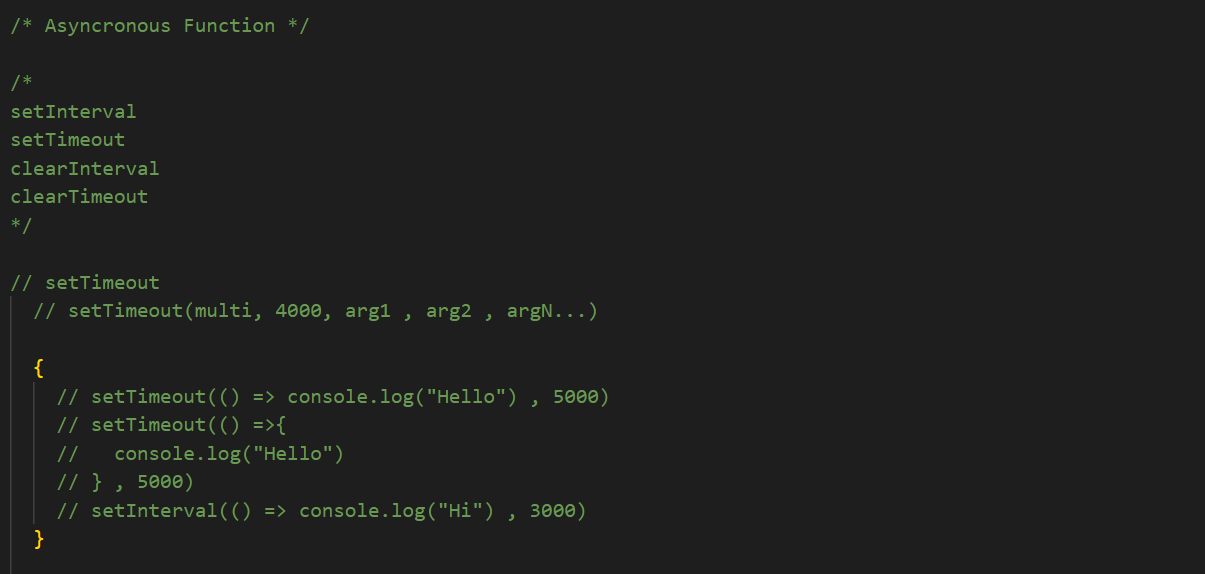 /* Asyncronous Function */
/*
setInterval
setTimeout
clearInterval
clearTimeout
*/
// setTimeout
// setTimeout(multi, 4000, arg1 , arg2 , argN...)
{
// setTimeout(() => console.log("Hello") , 5000)
// setTimeout(() =>{
//   console.log("Hello")
// } , 5000)
// setInterval(() => console.log("Hi") , 3000)
}